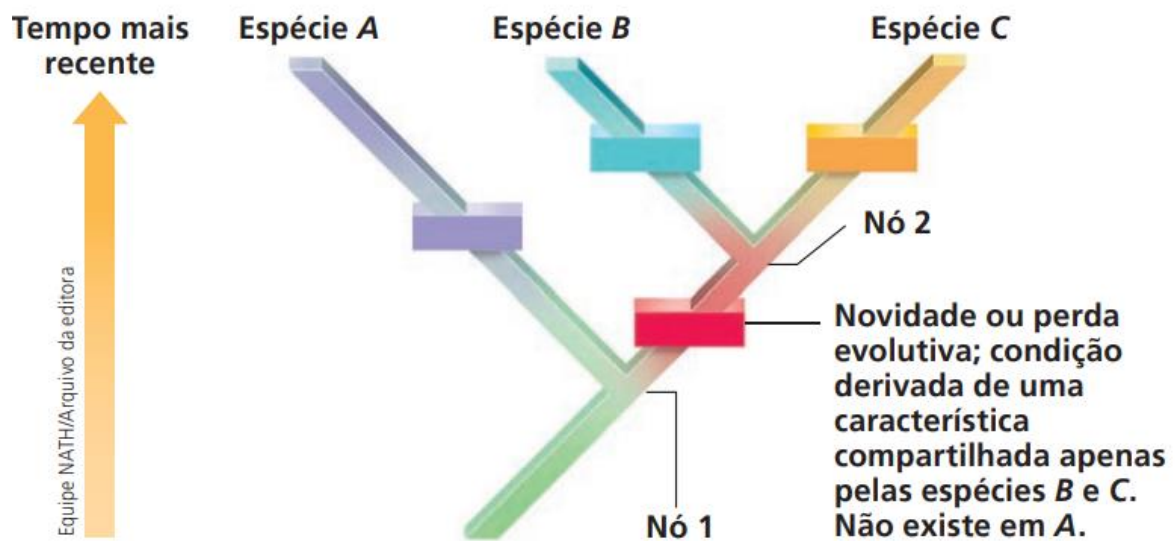 Tempo mais
recente
Espécie A
Espécie B
Espécie C
Equipe NATH/Arquivo da editora
Nó 2
Novidade ou perda
evolutiva; condição
derivada de uma
característica
compartilhada apenas
pelas espécies B e C.
Não existe em A.
Nó 1